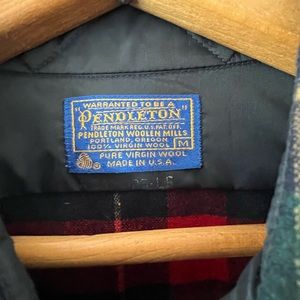 "WARRANTED TO BE A
"PENDLETON"
TRADE MARK REG. U.S. PAT. OFF.
PENDLETON WOOLEN MILLS
PORTLAND, OREGON
100% VIRGIN WOOL M
PURE VIRGIN WOOL
MADE IN U.S.A.